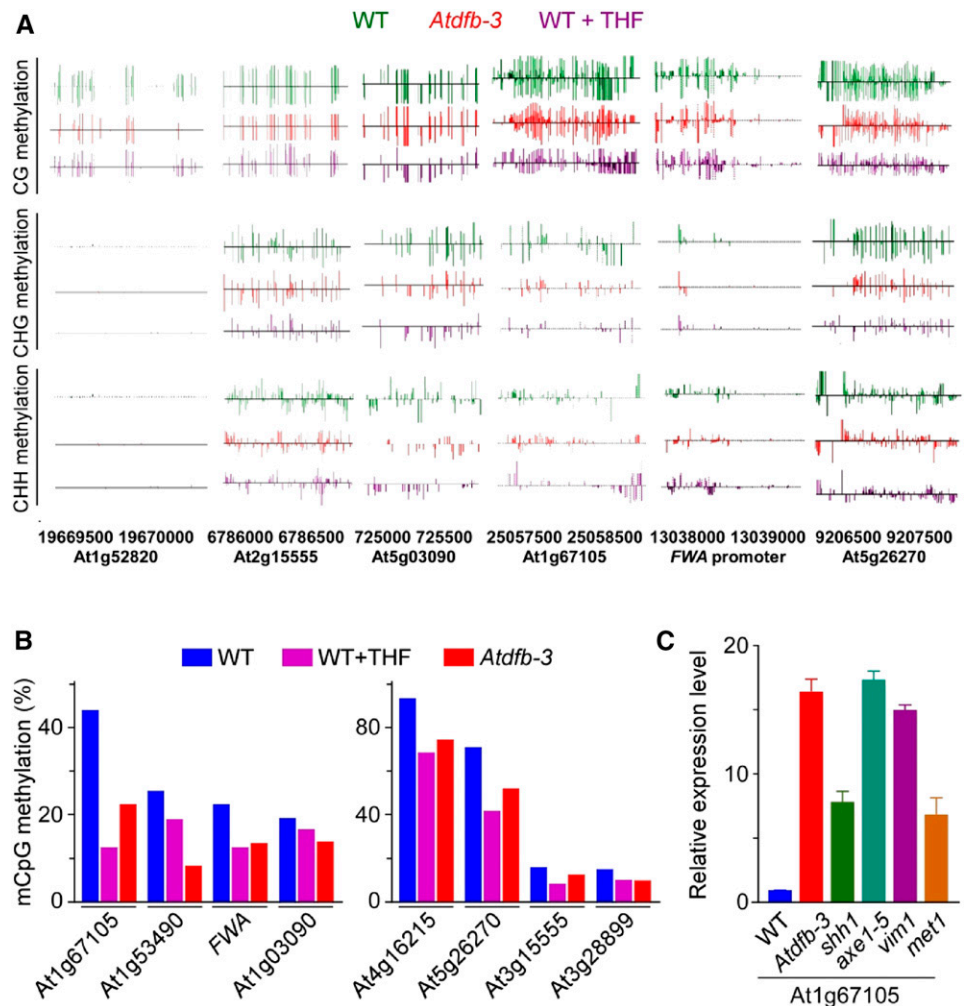 A
WT Atdfb-3 WT + THF
CG methylation
CHG methylation
CHH methylation
19669500 19670000 6786000 6786500 725000 725500 25057500 25058500 13038000 13039000 9206500 9207500
At1g52820 At2g15555 At5g03090 At1g67105 FWA promoter At5g26270
B
WT WT+THF Atdfb-3
mCpG methylation (%)
40
20
0
At1g67105 At1g53490 FWA At1g03090
80
40
0
At4g16215 At5g26270 At3g15555 At3g28899
C
Relative expression level
20
10
0
WT Atdfb-3 shh1 axe1-5 vim1 met1
At1g67105